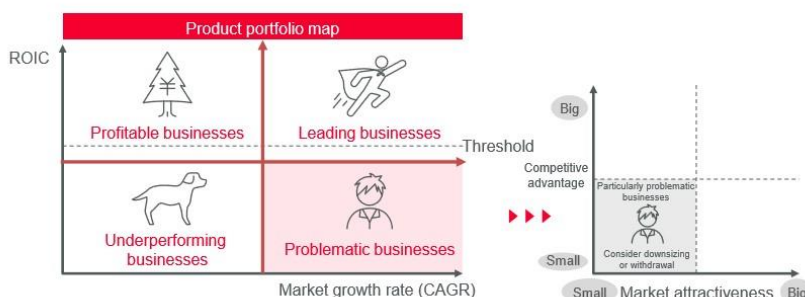 Product portfolio map
ROIC
¥
Profitable businesses
Leading businesses
Threshold
Underperforming
businesses
Problematic businesses
Market growth rate (CAGR)
Big
Competitive
advantage
Particularly problematic
businesses
Consider downsizing
or withdrawal
Small
Small Market attractiveness Big